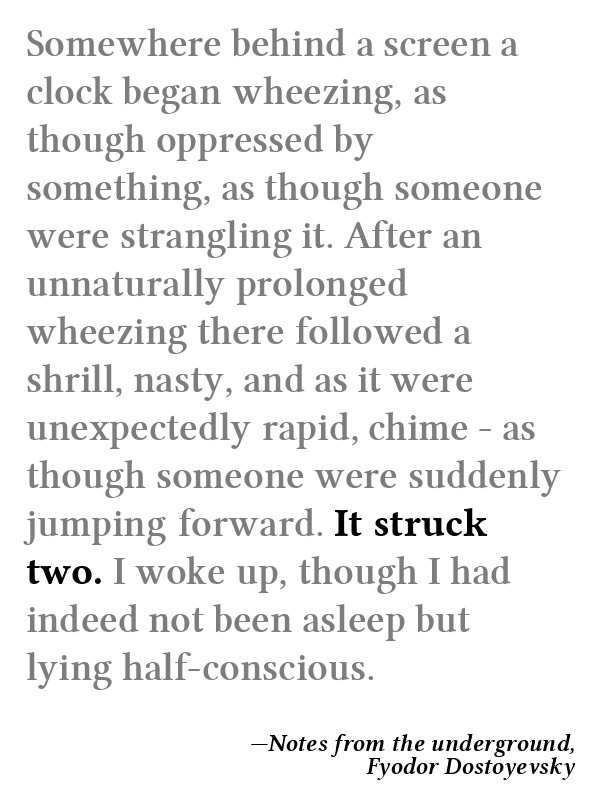 Somewhere behind a screen a
clock began wheezing, as
though oppressed by
something, as though someone
were strangling it. After an
unnaturally prolonged
wheezing there followed a
shrill, nasty, and as it were
unexpectedly rapid, chime - as
though someone were suddenly
jumping forward. It struck
two. I woke up, though I had
indeed not been asleep but
lying half-conscious.
—Notes from the underground,
Fyodor Dostoyevsky